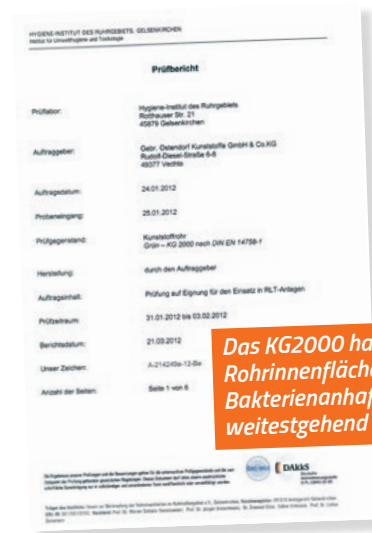 HYGIENE-INSTITUT DES RUHRGEBIETS, GELSENKIRCHEN
Institut für Umwelthygiene und Toxikologie
Prüfbericht
Prüflabor:
Hygiene-Institut des Ruhrgebiets
Rotthauser Str. 21
45879 Gelsenkirchen
Auftraggeber:
Gebr. Ostendorf Kunststoffe GmbH & Co.KG
Rudolf-Diesel-Straße 6-8
49377 Vechta
Auftragsdatum:
24.01.2012
Probeneingang:
25.01.2012
Prüfgegenstand:
Kunststoffrohr
Grün – KG 2000 nach DIN EN 14758-1
Herstellung:
durch den Auftraggeber
Auftragsinhalt:
Prüfung auf Eignung für den Einsatz in RLT-Anlagen
Prüfzeitraum:
31.01.2012 bis 03.02.2012
Berichtsdatum:
21.03.2012
Unser Zeichen:
Anzahl der Seiten:
Seite 1 von 6
Das KG2000 ha
Rohrinnenfläche
Bakterienanhaf
weitestgehend
DAkkS